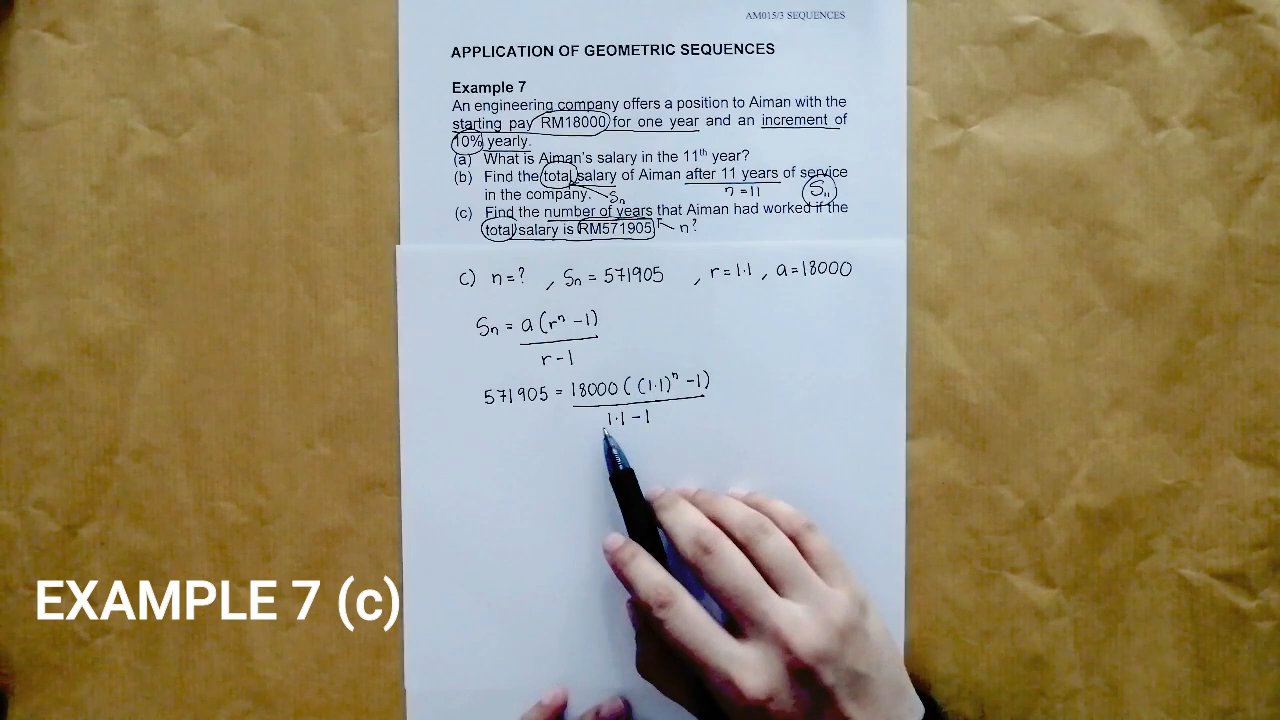 AM015/3 SEQUENCES
APPLICATION OF GEOMETRIC SEQUENCES
Example 7
An engineering company offers a position to Aiman with the
starting pay RM18000 for one year and an increment of
10% yearly.
(a) What is Aiman's salary in the 11th year?
(b) Find the total salary of Aiman after 11 years of service
in the company. Sn n = 11 S11
(c) Find the number of years that Aiman had worked if the
total salary is RM571905 n?
c) n = ? , Sn = 571905 , r = 1.1 , a = 18000
Sn = a (r^n - 1)
r - 1
571905 = 18000 ( (1.1)^n - 1)
1.1 - 1
EXAMPLE 7 (c)